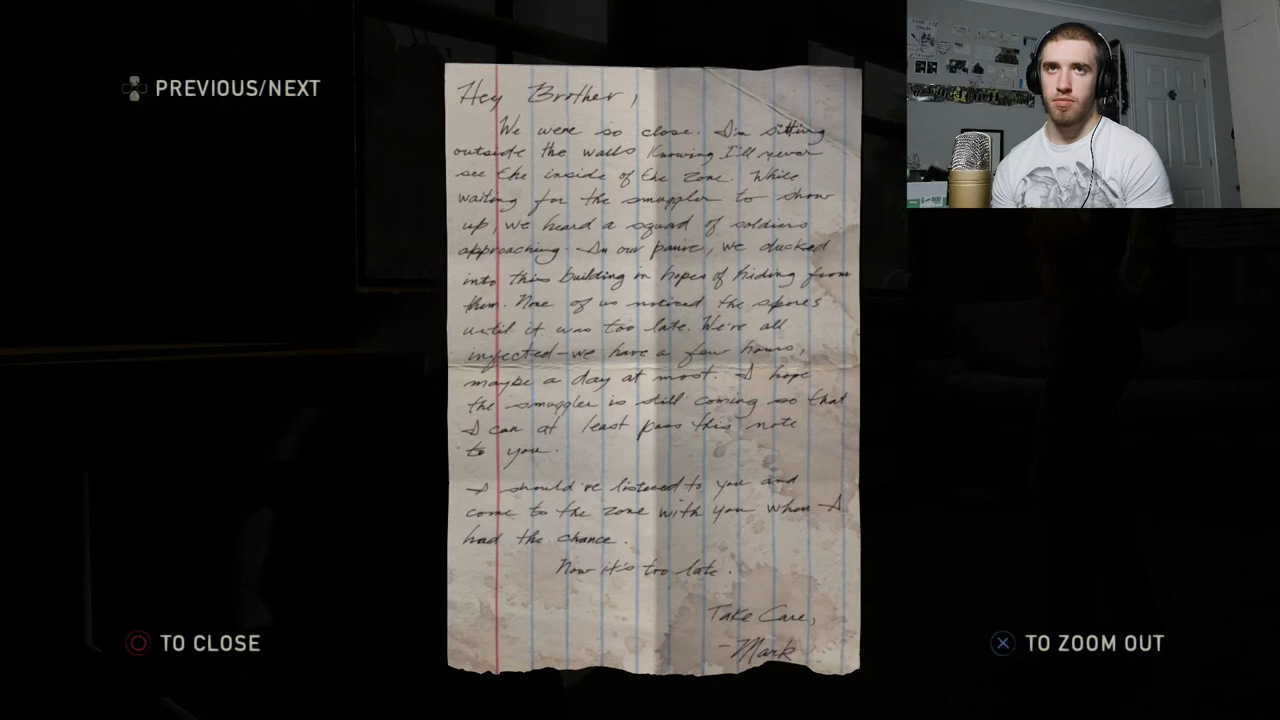 PREVIOUS/NEXT
Hey Brother,
We were so close. I'm sitting
outside the walls knowing I'll never
see the inside of the zone. While
waiting for the smuggler to show
up, we heard a squad of soldiers
approaching. In our panic, we ducked
into this building in hopes of hiding from
them. None of us noticed the spores
until it was too late. We're all
infected-we have a few hours,
maybe a day at most. I hope
the smuggler is still coming so that
I can at least pass this note
to you.
I should've listened to you and
come to the zone with you when I
had the chance.
Now it's too late.
Take Care,
-Mark
TO CLOSE
TO ZOOM OUT